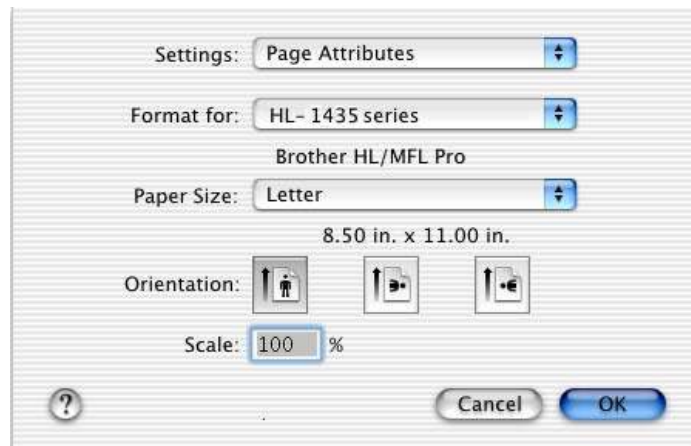 Settings: Page Attributes
Format for: HL- 1435 series
Brother HL/MFL Pro
Paper Size: Letter
8.50 in. x 11.00 in.
Orientation:
Scale: 100 %
? Cancel OK